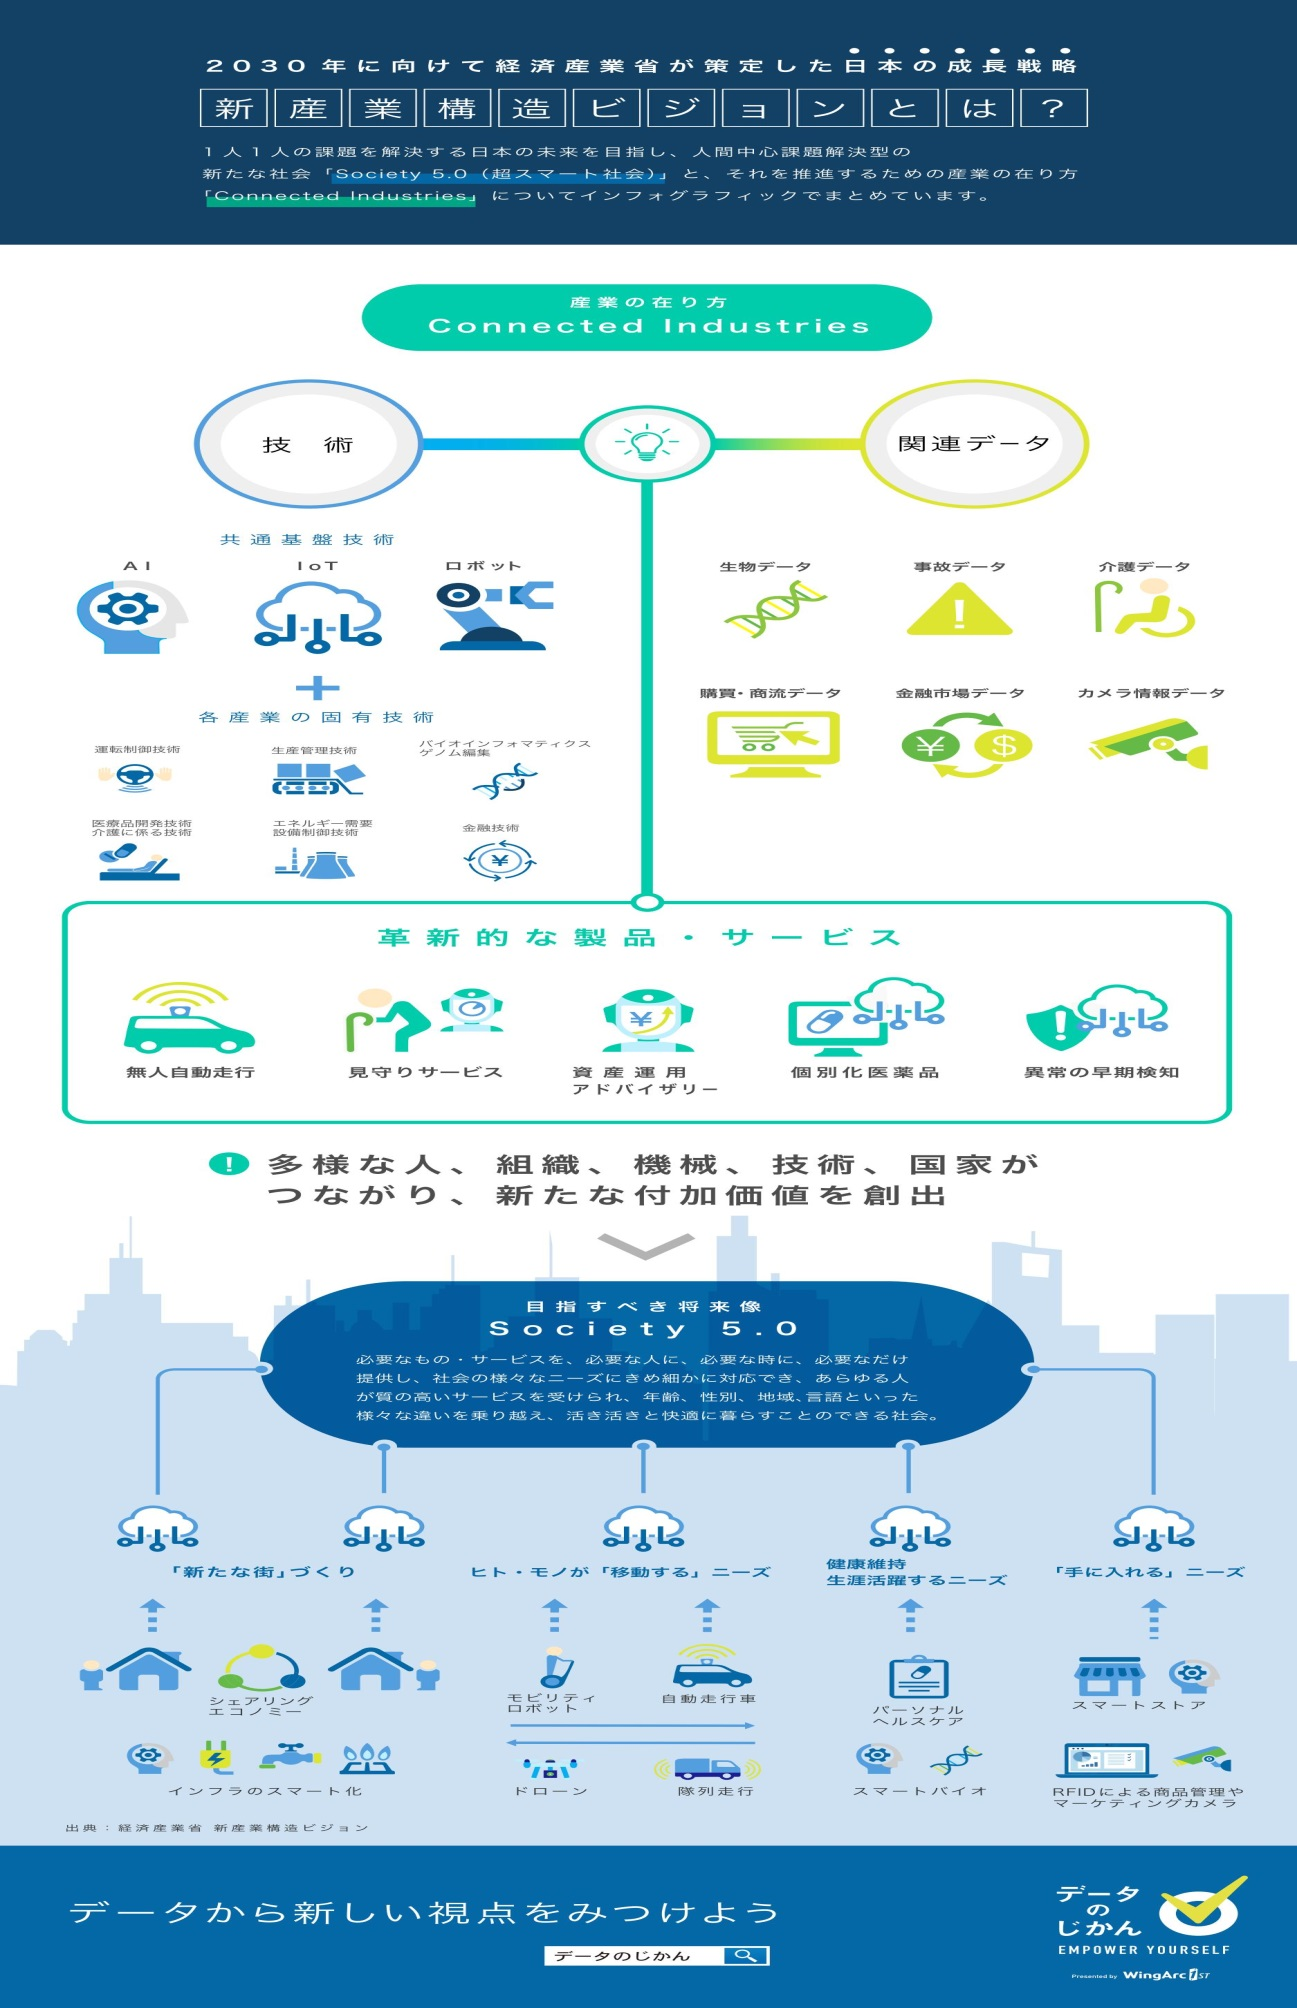 2030年に向けて経済産業省が策定した日本の成長戦略
新産業構造ビジョンとは?
1人1人の課題を解決する日本の未来を目指し、人間中心課題解決型の
新たな社会「Society 5.0（超スマート社会）」と、それを推進するための産業の在り方
「Connected Industries」についてインフォグラフィックでまとめています。
産業の在り方
Connected Industries
技術
関連データ
共通基盤技術
AI
IoT
ロボット
各産業の固有技術
運転制御技術
生産管理技術
バイオインフォマティクス
ゲノム編集
医療品開発技術
介護に係る技術
エネルギー需要
設備制御技術
金融技術
生物データ
事故データ
介護データ
購買・商流データ
金融市場データ
カメラ情報データ
革新的な製品・サービス
無人自動走行
見守りサービス
資産運用
アドバイザリー
個別化医薬品
異常の早期検知
! 多様な人、組織、機械、技術、国家が
つながり、新たな付加価値を創出
目指すべき将来像
Society 5.0
必要なもの・サービスを、必要な人に、必要な時に、必要なだけ
提供し、社会の様々なニーズにきめ細かに対応でき、あらゆる人
が質の高いサービスを受けられ、年齢、性別、地域、言語といった
様々な違いを乗り越え、活き活きと快適に暮らすことのできる社会。
「新たな街」づくり
ヒト・モノが「移動する」ニーズ
健康維持
生涯活躍するニーズ
「手に入れる」ニーズ
シェアリング
エコノミー
モビリティ
ロボット
自動走行車
パーソナル
ヘルスケア
スマートストア
インフラのスマート化
ドローン
隊列走行
スマートバイオ
RFIDによる商品管理や
マーケティングカメラ
出典：経済産業省 新産業構造ビジョン
データから新しい視点をみつけよう
データのじかん
データ
の
じかん
EMPOWER YOURSELF
Presented by WingArc 1ST